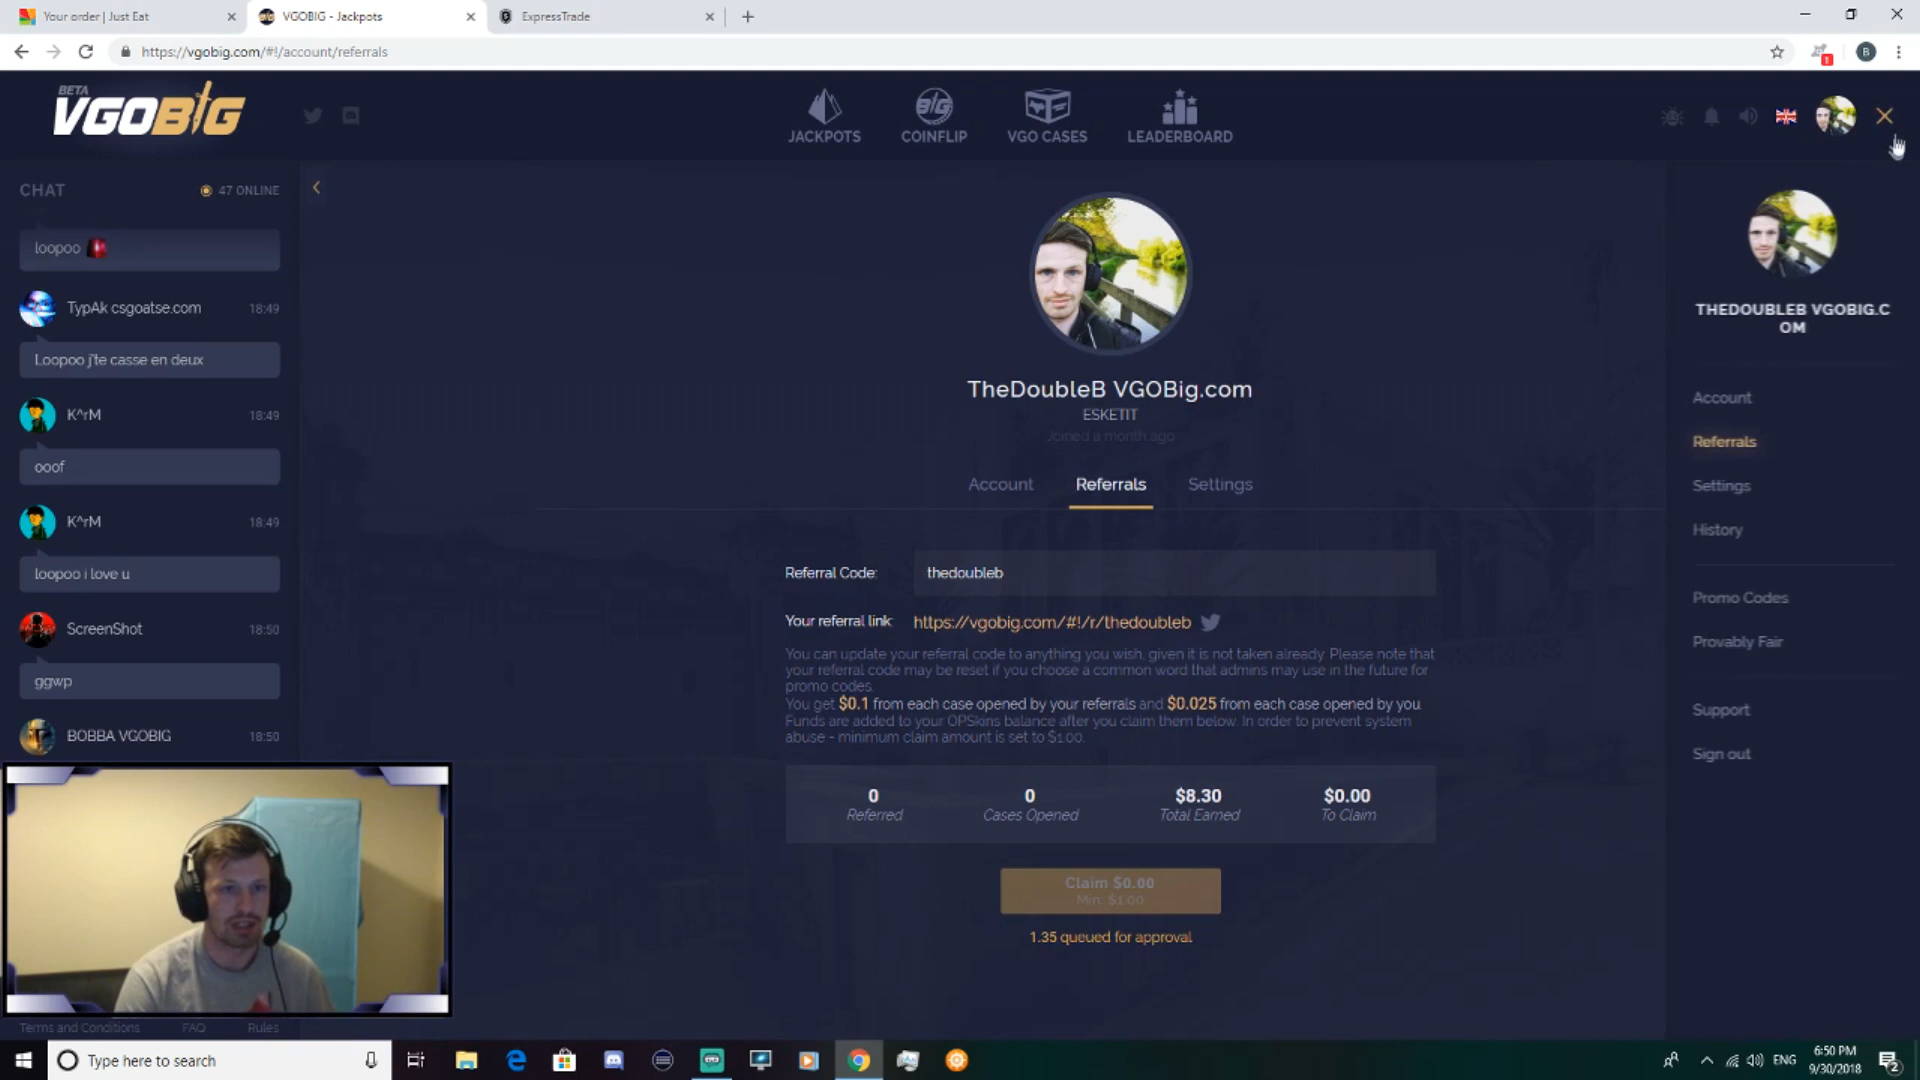 Your order | Just Eat
VGOBIG - Jackpots
ExpressTrade
https://vgobig.com/#!/account/referrals
1
B
BETA
VGOBIG
JACKPOTS
BIG
COINFLIP
VGO CASES
LEADERBOARD
CHAT
47 ONLINE
loopoo
TypAk csgoatse.com
18:49
Loopoo j'te casse en deux
K^rM
18:49
ooof
K^rM
18:49
loopoo i love u
ScreenShot
18:50
ggwp
BOBBA VGOBIG
18:50
Terms and Conditions
FAQ
Rules
TheDoubleB VGOBig.com
ESKETIT
Joined a month ago
Account
Referrals
Settings
Referral Code:
thedoubleb
Your referral link:
https://vgobig.com/#!/r/thedoubleb
You can update your referral code to anything you wish, given it is not taken already. Please note that
your referral code may be reset if you choose a common word that admins may use in the future for
promo codes.
You get $0.1 from each case opened by your referrals and $0.025 from each case opened by you.
Funds are added to your OPSkins balance after you claim them below. In order to prevent system
abuse - minimum claim amount is set to $1.00.
0
Referred
0
Cases Opened
$8.30
Total Earned
$0.00
To Claim
Claim $0.00
Min: $1.00
1.35 queued for approval
THEDOUBLEB VGOBIG.C
OM
Account
Referrals
Settings
History
Promo Codes
Provably Fair
Support
Sign out
Type here to search
ENG
6:50 PM
9/30/2018
2